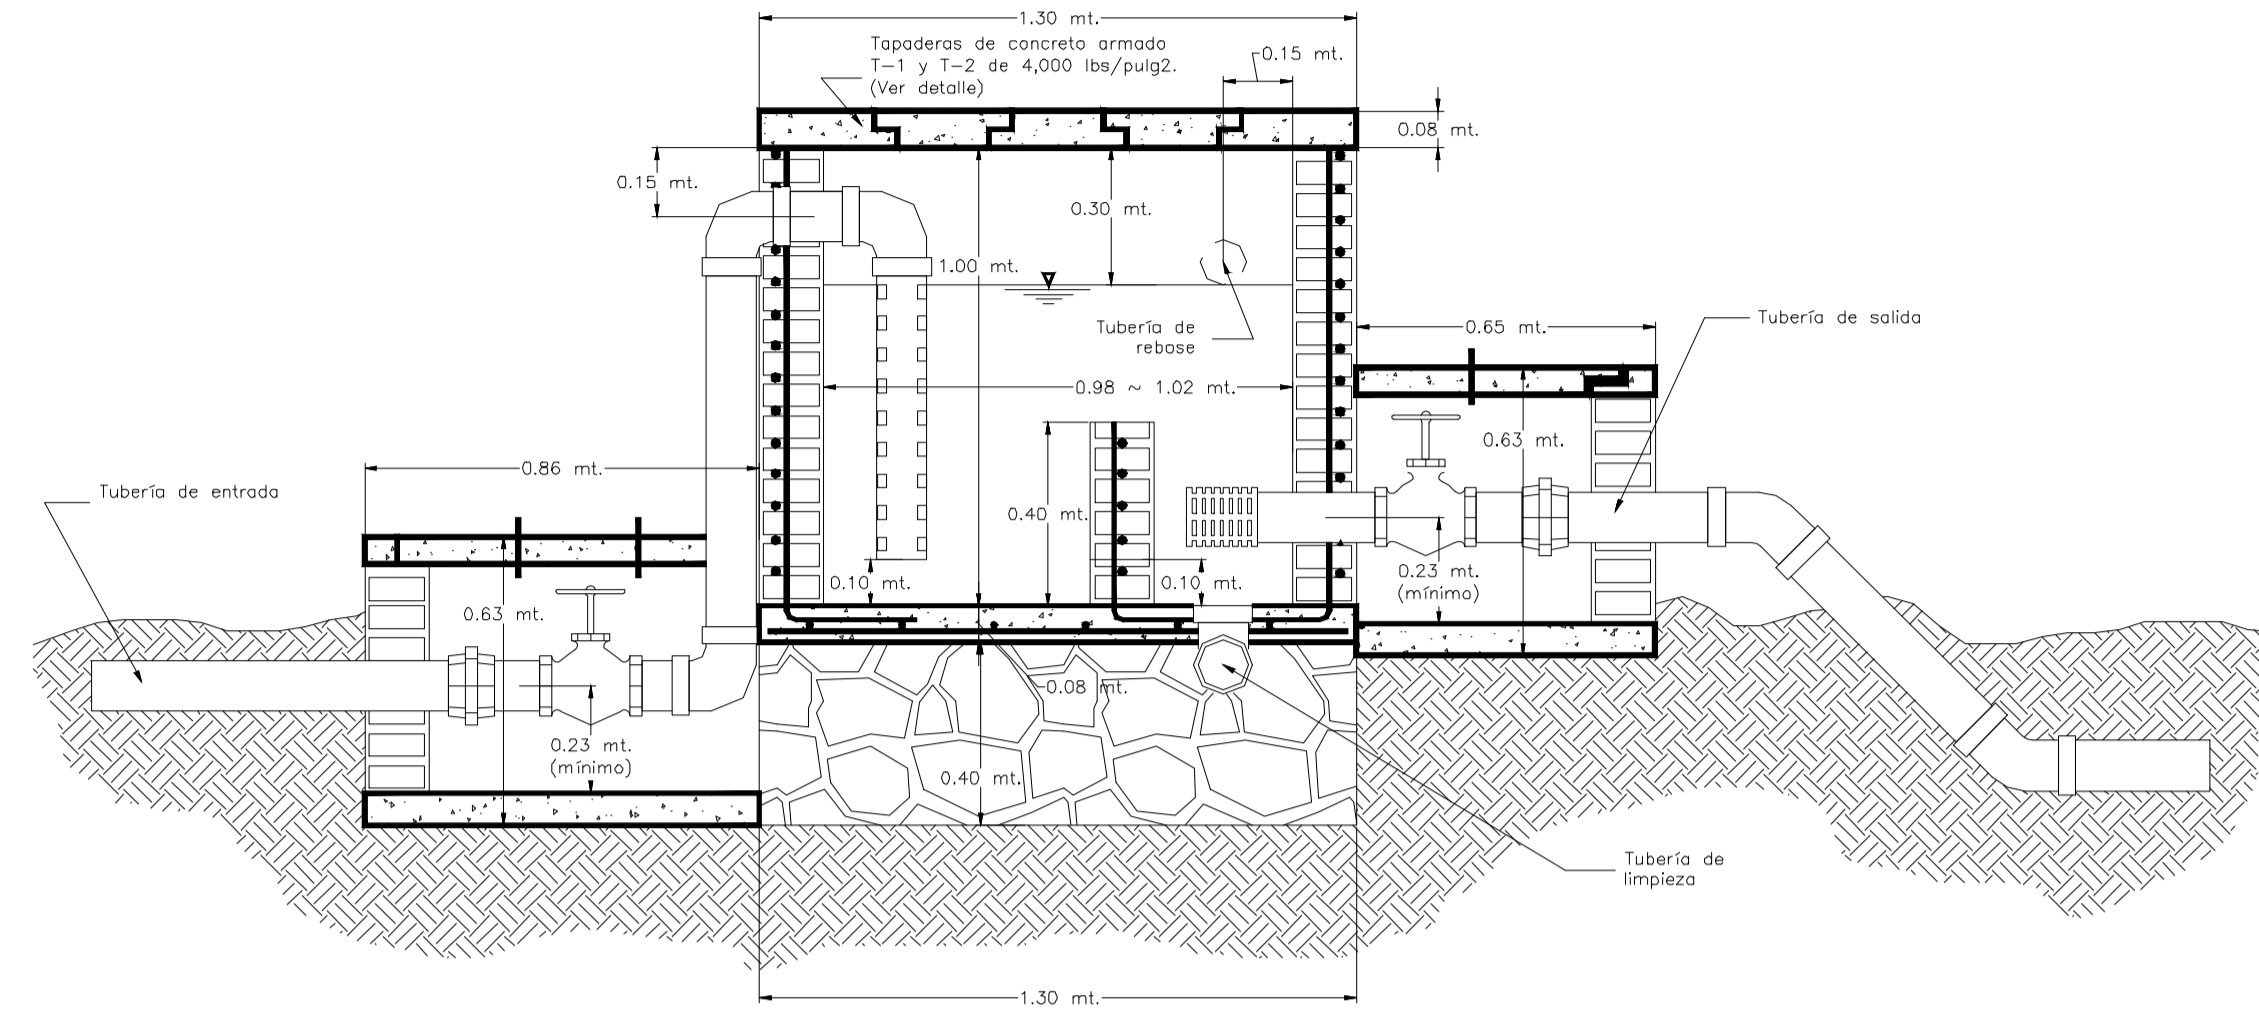 1.30 mt.
Tapaderas de concreto armado
T-1 y T-2 de 4,000 lbs/pulg2.
(Ver detalle)
0.15 mt.
0.08 mt.
0.15 mt.
0.30 mt.
1.00 mt.
Tubería de
rebose
0.65 mt.
Tubería de salida
0.98 ~ 1.02 mt.
0.63 mt.
0.86 mt.
Tubería de entrada
0.40 mt.
0.10 mt.
0.10 mt.
0.23 mt.
(mínimo)
0.63 mt.
0.08 mt.
0.23 mt.
(mínimo)
0.40 mt.
Tubería de
limpieza
1.30 mt.